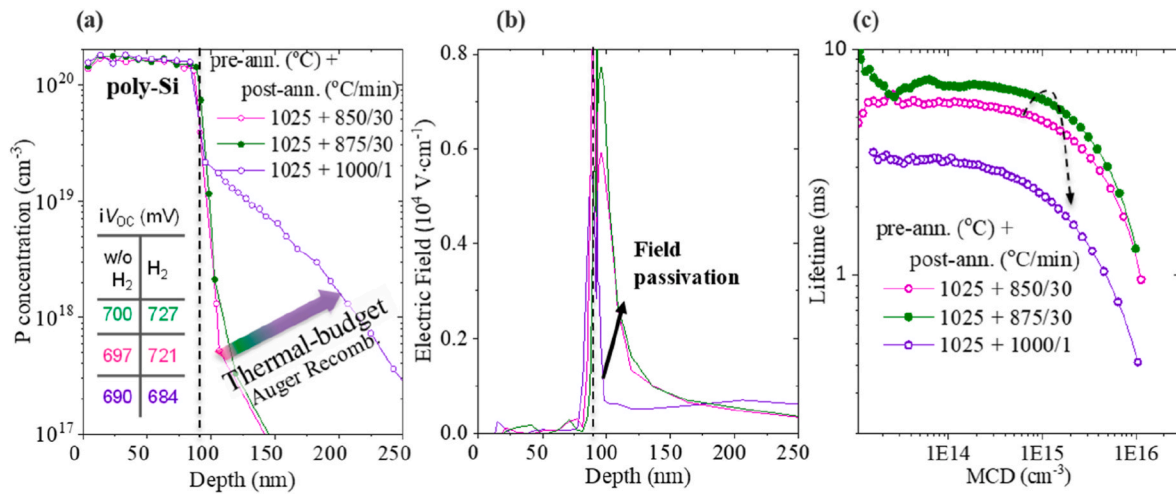 (a)
10²⁰
10¹⁹
10¹⁸
10¹⁷
P concentration (cm⁻³)
poly-Si
pre-ann. (°C) +
post-ann. (°C/min)
1025 + 850/30
1025 + 875/30
1025 + 1000/1
iVOC (mV)
w/o H₂
H₂
700 727
697 721
690 684
Thermal-budget
Auger Recomb.
0 50 100 150 200 250
Depth (nm)
(b)
0.8
0.6
0.4
0.2
0.0
Electric Field (10⁴ V·cm⁻¹)
Field
passivation
0 50 100 150 200 250
Depth (nm)
(c)
10
1
Lifetime (ms)
pre-ann. (°C) +
post-ann. (°C/min)
1025 + 850/30
1025 + 875/30
1025 + 1000/1
1E14 1E15 1E16
MCD (cm⁻³)